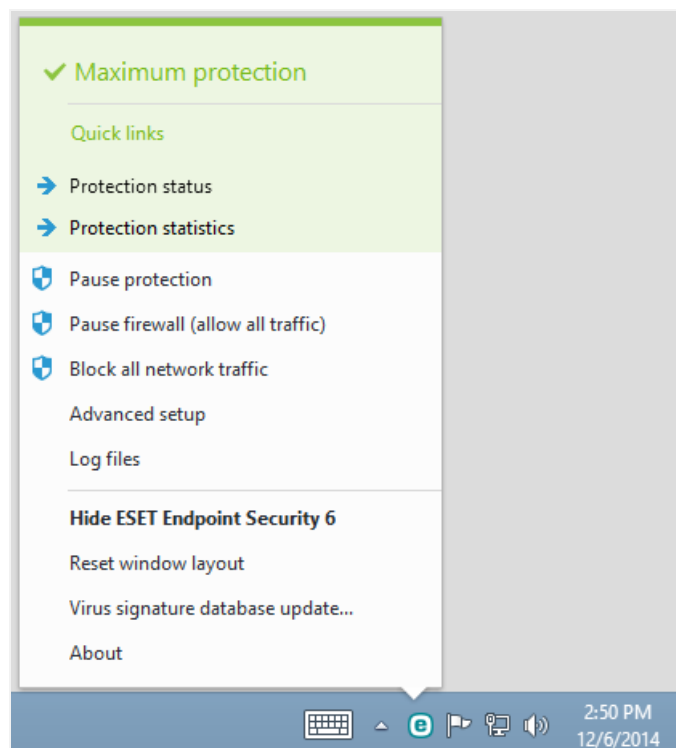 Maximum protection
Quick links
Protection status
Protection statistics
Pause protection
Pause firewall (allow all traffic)
Block all network traffic
Advanced setup
Log files
Hide ESET Endpoint Security 6
Reset window layout
Virus signature database update...
About
e
2:50 PM
12/6/2014